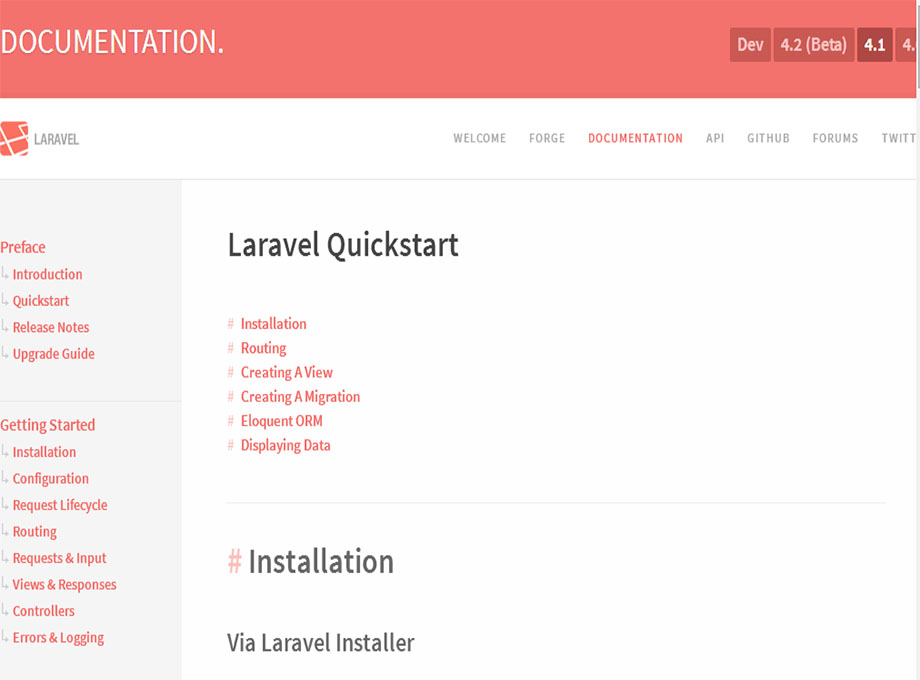 DOCUMENTATION.
Dev 4.2 (Beta) 4.1 4.
LARAVEL WELCOME FORGE DOCUMENTATION API GITHUB FORUMS TWITT
Preface
Introduction
Quickstart
Release Notes
Upgrade Guide
Getting Started
Installation
Configuration
Request Lifecycle
Routing
Requests & Input
Views & Responses
Controllers
Errors & Logging
Laravel Quickstart
# Installation
# Routing
# Creating A View
# Creating A Migration
# Eloquent ORM
# Displaying Data
# Installation
Via Laravel Installer